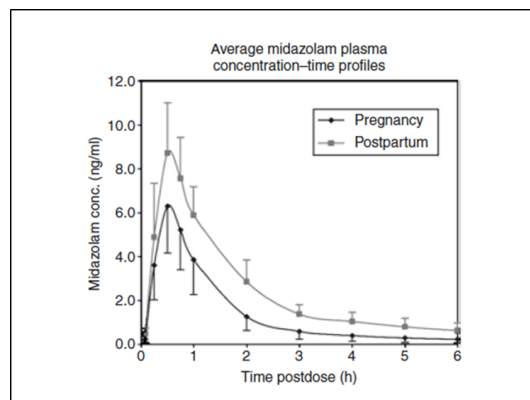 Average midazolam plasma
concentration–time profiles
12.0
10.0
8.0
6.0
4.0
2.0
0.0
Midazolam conc. (ng/ml)
Pregnancy
Postpartum
0 1 2 3 4 5 6
Time postdose (h)